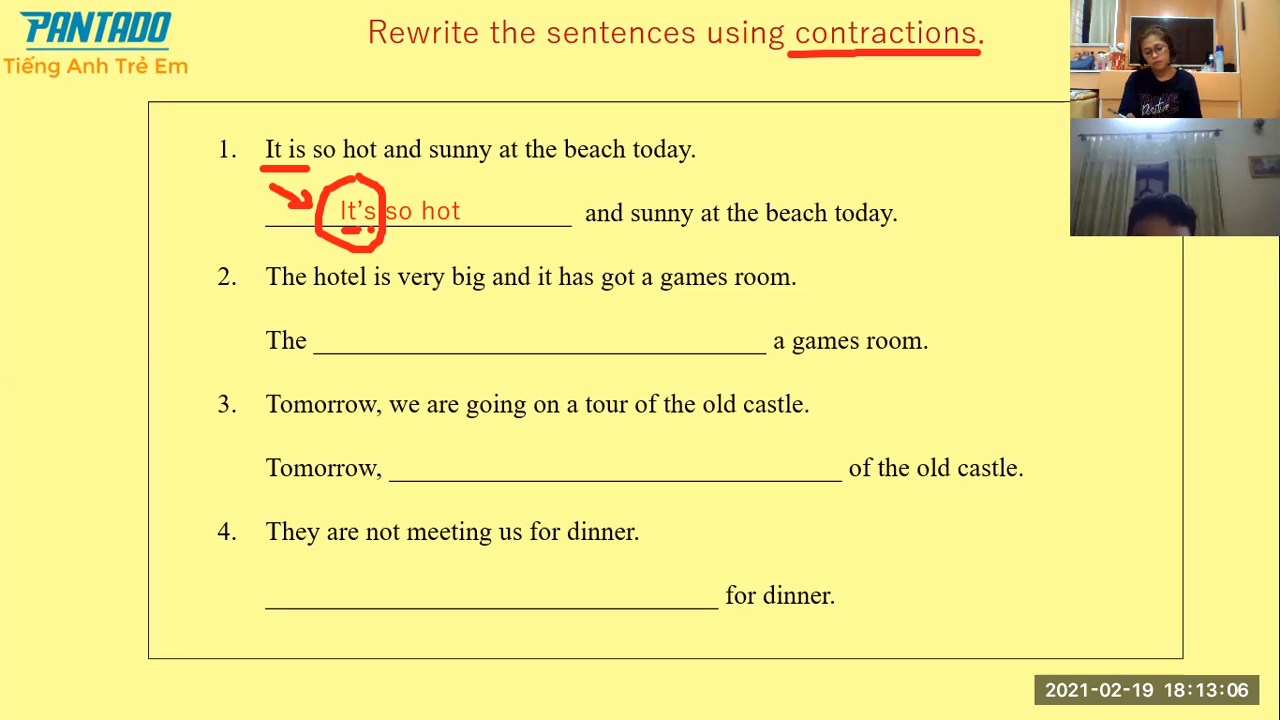 PANTADO
Tiếng Anh Trẻ Em
Rewrite the sentences using contractions.
1. It is so hot and sunny at the beach today.
It's so hot and sunny at the beach today.
2. The hotel is very big and it has got a games room.
The ______ a games room.
3. Tomorrow, we are going on a tour of the old castle.
Tomorrow, ______ of the old castle.
4. They are not meeting us for dinner.
______ for dinner.
2021-02-19 18:13:06